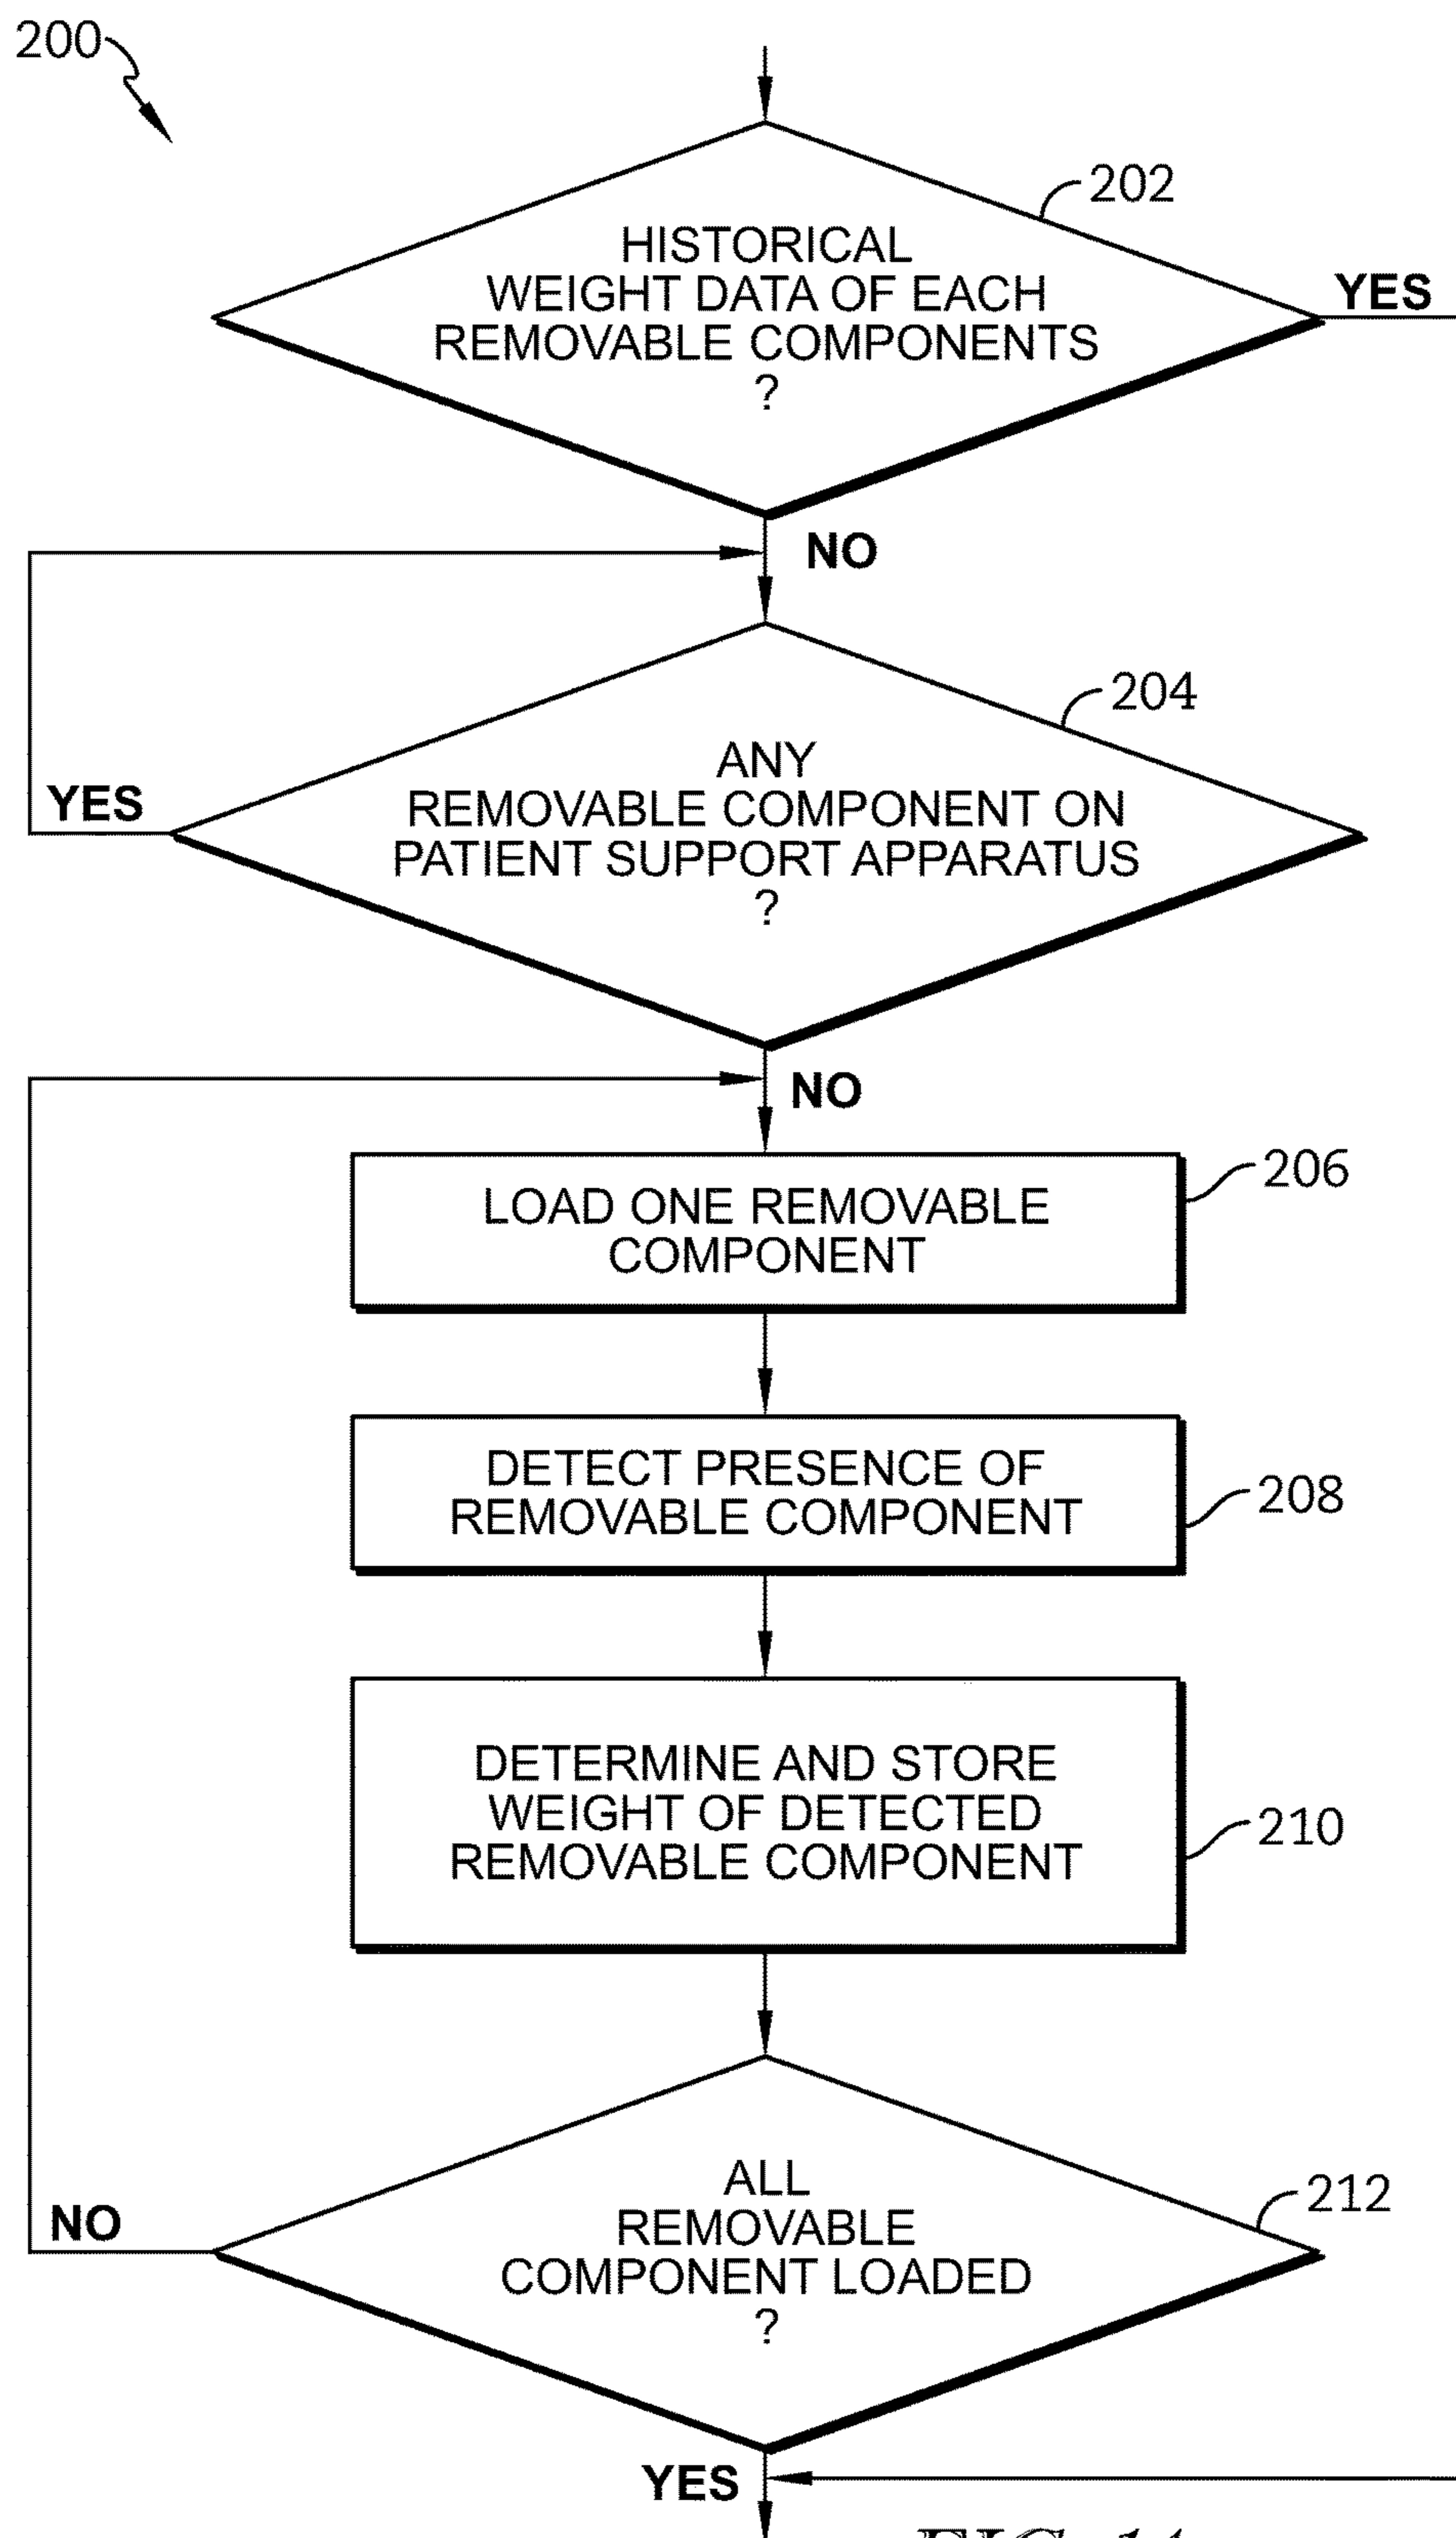 200
202
HISTORICAL
WEIGHT DATA OF EACH
REMOVABLE COMPONENTS
?
YES
NO
204
ANY
REMOVABLE COMPONENT ON
PATIENT SUPPORT APPARATUS
?
YES
NO
206
LOAD ONE REMOVABLE
COMPONENT
DETECT PRESENCE OF
REMOVABLE COMPONENT
208
DETERMINE AND STORE
WEIGHT OF DETECTED
REMOVABLE COMPONENT
210
ALL
REMOVABLE
COMPONENT LOADED
?
212
NO
YES